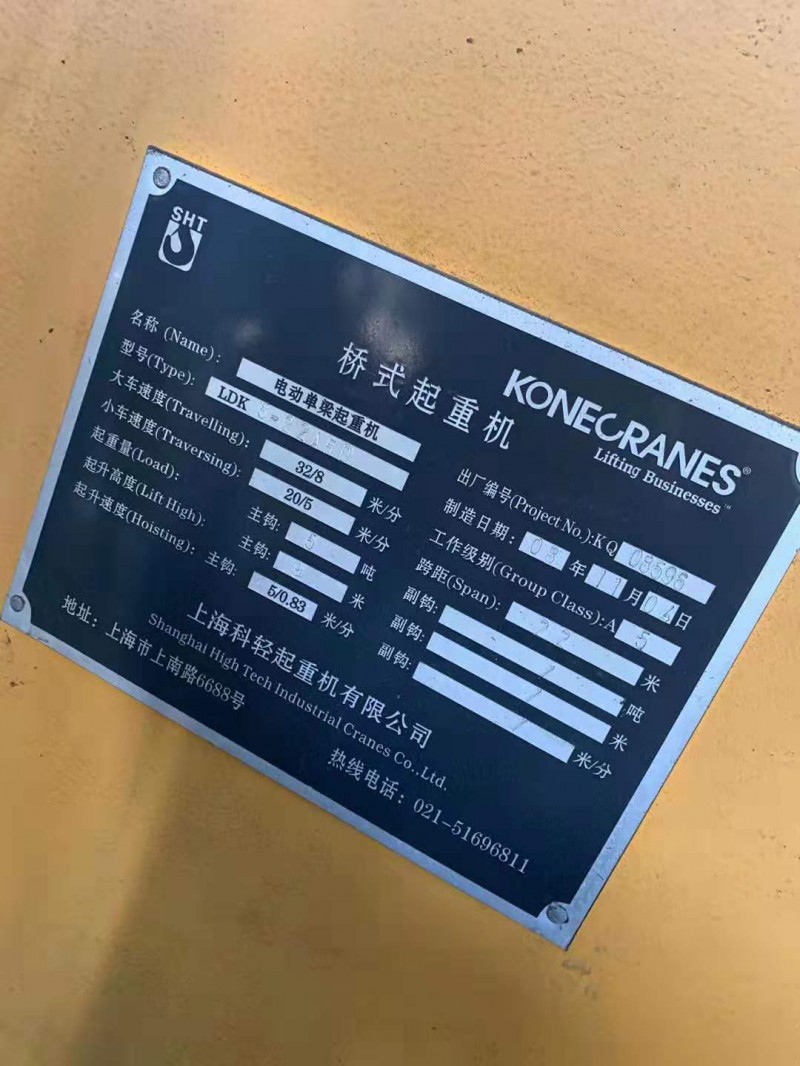 SHT
桥式起重机
KONECRANES®
Lifting Businesses™
名称 (Name): 电动单梁起重机
型号(Type): LDK
大车速度(Travelling): 32/8 米/分
小车速度(Traversing): 20/5 米/分
起重量(Load): 主钩: 5 吨
起升高度(Lift High): 主钩: 米
起升速度(Hoisting): 主钩: 5/0.83 米/分
出厂编号(Project No.):KQ 08596
制造日期: 08 年 11 月 04 日
工作级别(Group Class):A 5
跨距(Span): 22 米
副钩: / 吨
副钩: / 米
副钩: / 米/分
上海科轻起重机有限公司
Shanghai High Tech Industrial Cranes Co.,Ltd.
地址: 上海市上南路6688号
热线电话: 021-51696811